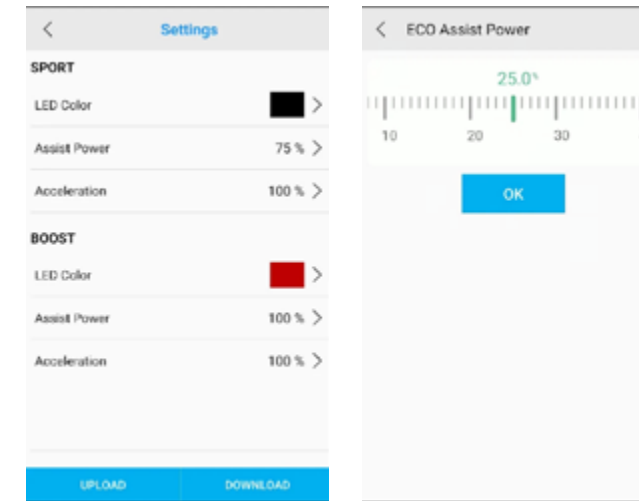 Settings
SPORT
LED Color
Assist Power 75 %
Acceleration 100 %
BOOST
LED Color
Assist Power 100 %
Acceleration 100 %
UPLOAD DOWNLOAD
ECO Assist Power
25.0%
10 20 30
OK